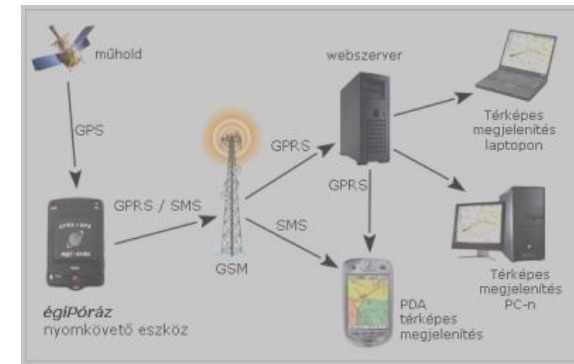 műhold
GPS
égiPóráz
nyomkövető eszköz
GPRS / SMS
GSM
GPRS
SMS
webszerver
GPRS
PDA
térképes
megjelenítés
Térképes
megjelenítés
laptopon
Térképes
megjelenítés
PC-n